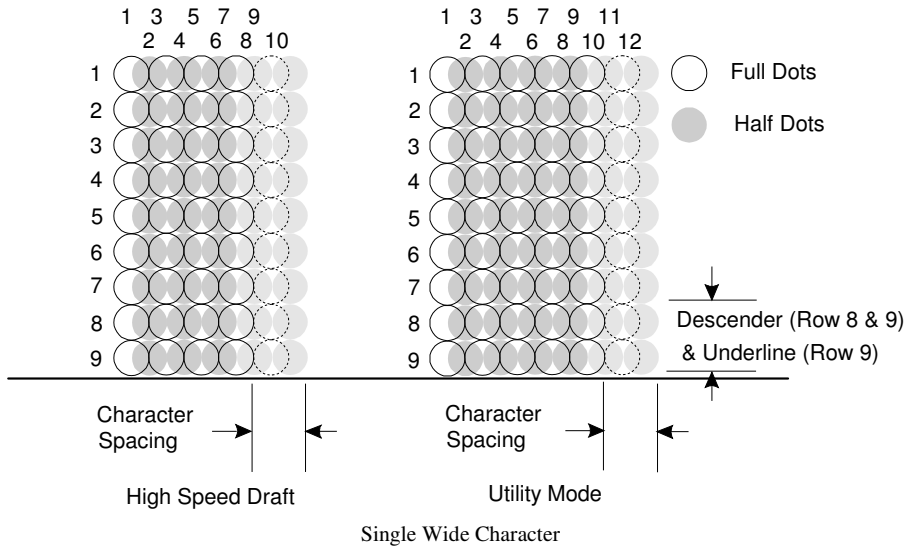 1 3 5 7 9 1 3 5 7 9 11
2 4 6 8 10 2 4 6 8 10 12
1 1 Full Dots
2 2 Half Dots
3 3
4 4
5 5
6 6
7 7
8 8 Descender (Row 8 & 9)
9 9 & Underline (Row 9)
Character Spacing
Character Spacing
High Speed Draft Utility Mode
Single Wide Character